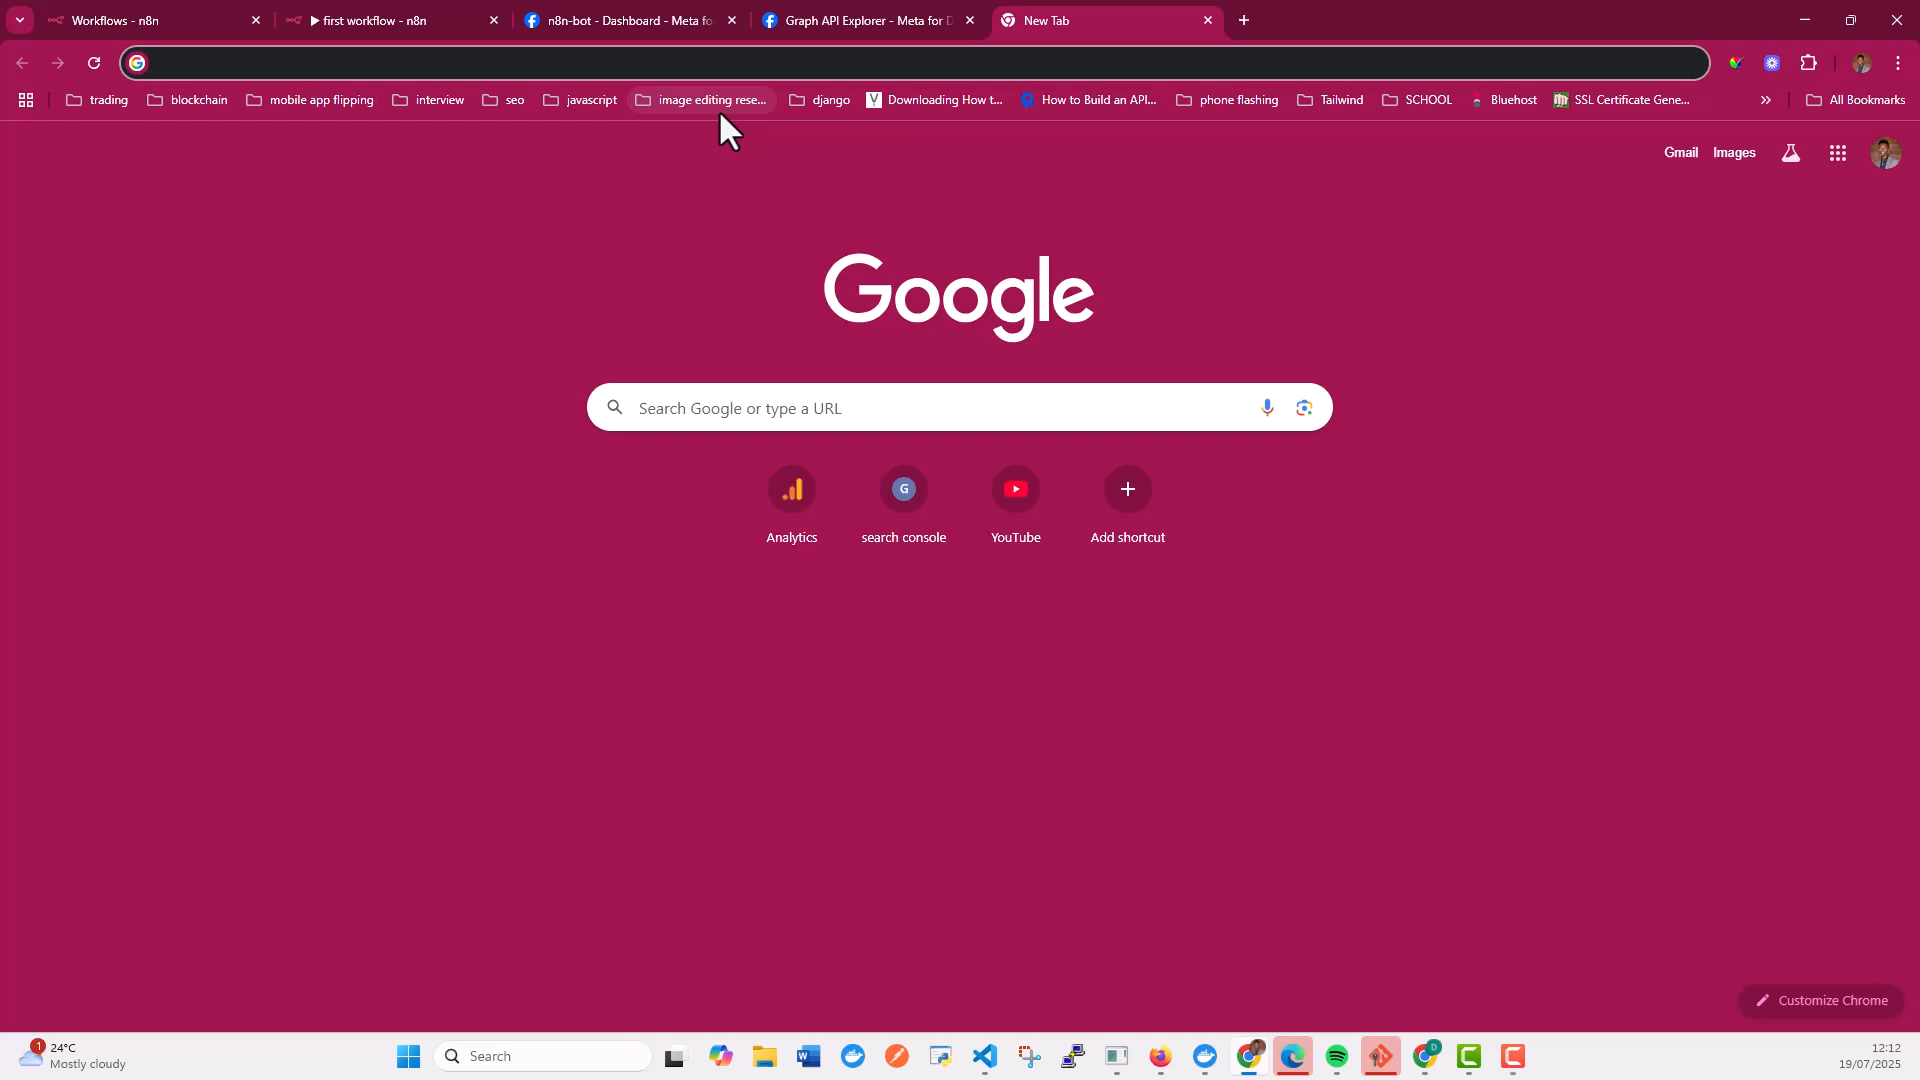 Workflows - n8n
▶ first workflow - n8n
n8n-bot - Dashboard - Meta fo
Graph API Explorer - Meta for D
New Tab
trading
blockchain
mobile app flipping
interview
seo
javascript
image editing rese...
django
Downloading How t...
How to Build an API...
phone flashing
Tailwind
SCHOOL
Bluehost
SSL Certificate Gene...
All Bookmarks
Gmail
Images
Google
Search Google or type a URL
G
Analytics
search console
YouTube
Add shortcut
Customize Chrome
1
24°C
Mostly cloudy
Search
12:12
19/07/2025